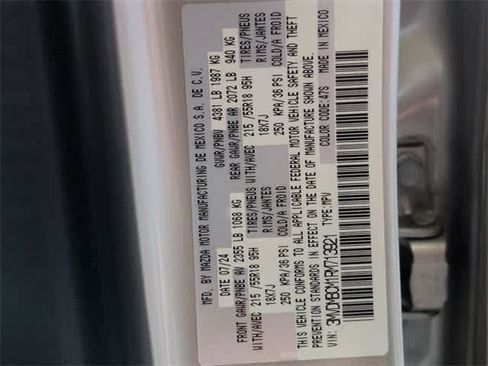 MFD. BY MAZDA MOTOR MANUFACTURING DE MEXICO S.A. DE C.V.
DATE 07/24 GVWR/PNBV 4381 LB 1987 KG
FRONT GAWR/PNBE AV 2355 LB 1068 KG REAR GAWR/PNBE AR 2072 LB 940 KG
WITH/AVEC 215 /55R18 95H TIRES/PNEUS WITH/AVEC 215 /55R18 95H TIRES/PNEUS
18X7J RIMS/JANTES 18X7J RIMS/JANTES
250 KPA/36 PSI COLD/A FROID 250 KPA/36 PSI COLD/A FROID
THIS VEHICLE CONFORMS TO ALL APPLICABLE FEDERAL MOTOR VEHICLE SAFETY AND THEFT
PREVENTION STANDARDS IN EFFECT ON THE DATE OF MANUFACTURE SHOWN ABOVE.
MADE IN MEXICO
TYPE: MPV COLOR CODE: 47S